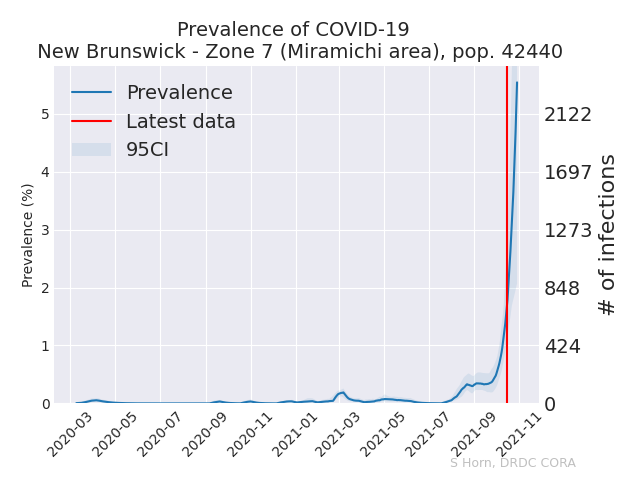 Prevalence of COVID-19
New Brunswick - Zone 7 (Miramichi area), pop. 42440
Prevalence
Latest data
95CI
Prevalence (%)
5
4
3
2
1
0
2122
1697
1273
848
424
0
# of infections
2020-03
2020-05
2020-07
2020-09
2020-11
2021-01
2021-03
2021-05
2021-07
2021-09
2021-11
S Horn, DRDC CORA